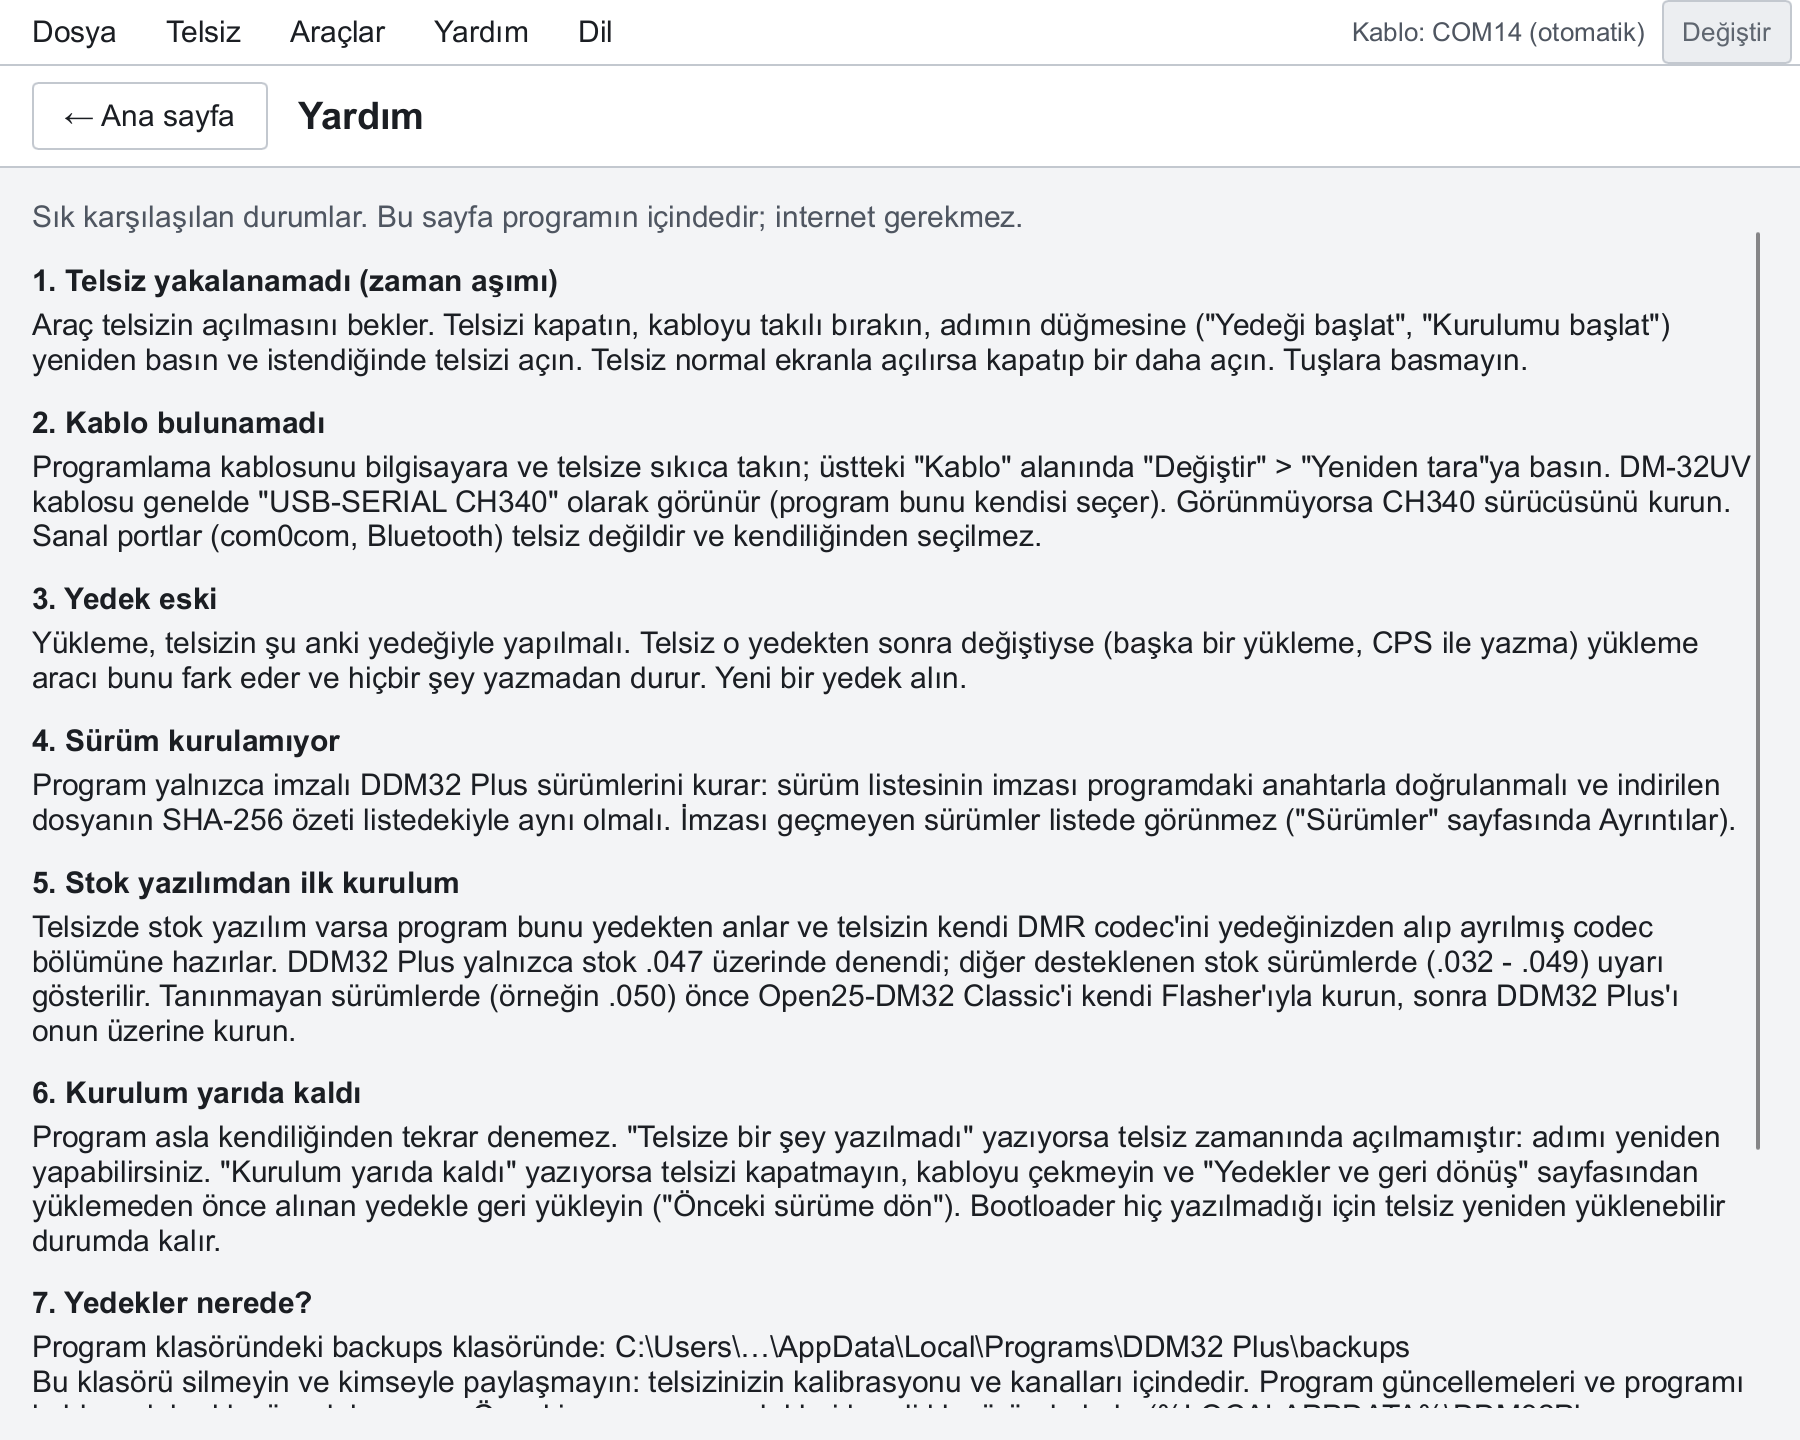 Dosya Telsiz Araçlar Yardım Dil Kablo: COM14 (otomatik) Değiştir
← Ana sayfa Yardım
Sık karşılaşılan durumlar. Bu sayfa programın içindedir; internet gerekmez.
1. Telsiz yakalanamadı (zaman aşımı)
Araç telsizin açılmasını bekler. Telsizi kapatın, kabloyu takılı bırakın, adımın düğmesine ("Yedeği başlat", "Kurulumu başlat")
yeniden basın ve istendiğinde telsizi açın. Telsiz normal ekranla açılırsa kapatıp bir daha açın. Tuşlara basmayın.
2. Kablo bulunamadı
Programlama kablosunu bilgisayara ve telsize sıkıca takın; üstteki "Kablo" alanında "Değiştir" > "Yeniden tara"ya basın. DM-32UV
kablosu genelde "USB-SERIAL CH340" olarak görünür (program bunu kendisi seçer). Görünmüyorsa CH340 sürücüsünü kurun.
Sanal portlar (com0com, Bluetooth) telsiz değildir ve kendiliğinden seçilmez.
3. Yedek eski
Yükleme, telsizin şu anki yedeğiyle yapılmalı. Telsiz o yedekten sonra değiştiyse (başka bir yükleme, CPS ile yazma) yükleme
aracı bunu fark eder ve hiçbir şey yazmadan durur. Yeni bir yedek alın.
4. Sürüm kurulamıyor
Program yalnızca imzalı DDM32 Plus sürümlerini kurar: sürüm listesinin imzası programdaki anahtarla doğrulanmalı ve indirilen
dosyanın SHA-256 özeti listedekiyle aynı olmalı. İmzası geçmeyen sürümler listede görünmez ("Sürümler" sayfasında Ayrıntılar).
5. Stok yazılımdan ilk kurulum
Telsizde stok yazılım varsa program bunu yedekten anlar ve telsizin kendi DMR codec'ini yedeğinizden alıp ayrılmış codec
bölümüne hazırlar. DDM32 Plus yalnızca stok .047 üzerinde denendi; diğer desteklenen stok sürümlerde (.032 - .049) uyarı
gösterilir. Tanınmayan sürümlerde (örneğin .050) önce Open25-DM32 Classic'i kendi Flasher'ıyla kurun, sonra DDM32 Plus'ı
onun üzerine kurun.
6. Kurulum yarıda kaldı
Program asla kendiliğinden tekrar denemez. "Telsize bir şey yazılmadı" yazıyorsa telsiz zamanında açılmamıştır: adımı yeniden
yapabilirsiniz. "Kurulum yarıda kaldı" yazıyorsa telsizi kapatmayın, kabloyu çekmeyin ve "Yedekler ve geri dönüş" sayfasından
yüklemeden önce alınan yedekle geri yükleyin ("Önceki sürüme dön"). Bootloader hiç yazılmadığı için telsiz yeniden yüklenebilir
durumda kalır.
7. Yedekler nerede?
Program klasöründeki backups klasöründe: C:\Users\…\AppData\Local\Programs\DDM32 Plus\backups
Bu klasörü silmeyin ve kimseyle paylaşmayın: telsizinizin kalibrasyonu ve kanalları içindedir. Program güncellemeleri ve programı